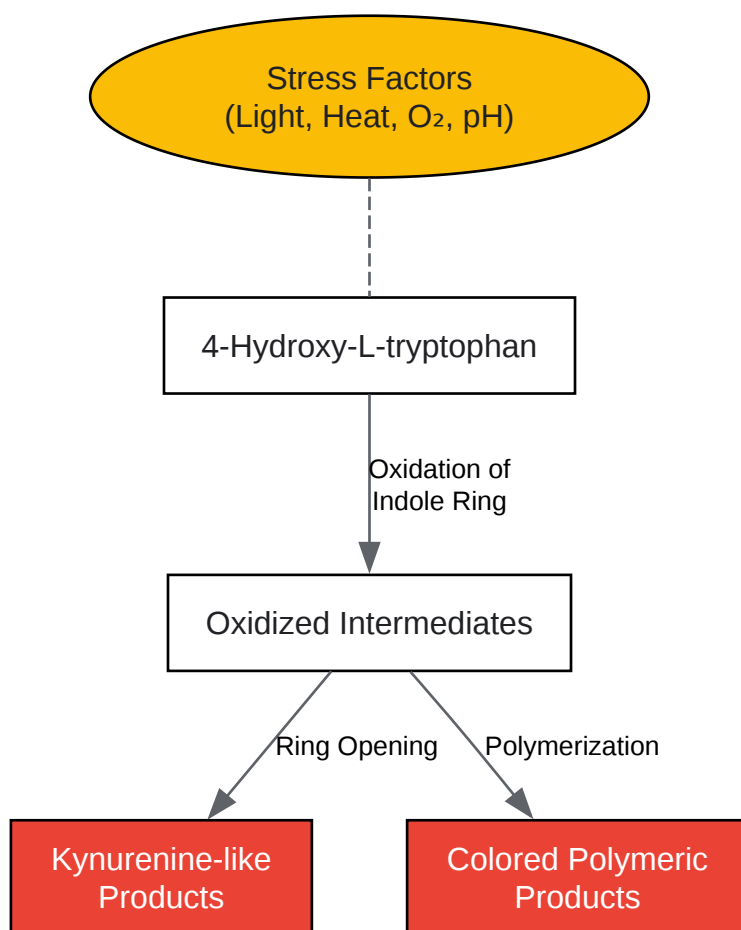 Stress Factors
(Light, Heat, O₂, pH)
4-Hydroxy-L-tryptophan
Oxidation of
Indole Ring
Oxidized Intermediates
Ring Opening
Polymerization
Kynurenine-like
Products
Colored Polymeric
Products